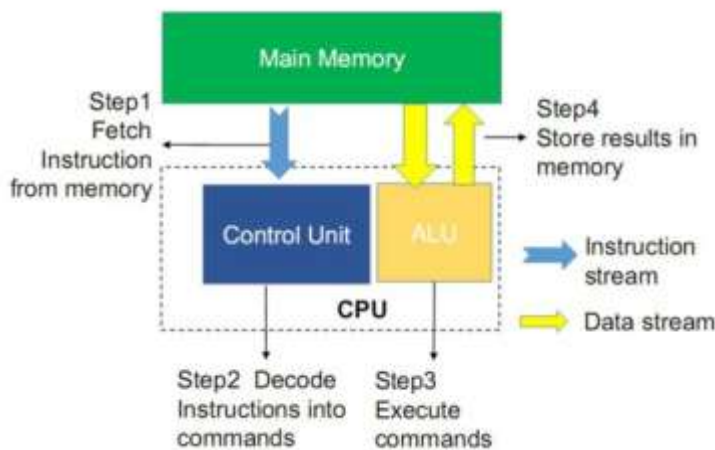 Main Memory
Step1
Fetch
Instruction
from memory
Step4
Store results in
memory
Control Unit
ALU
Instruction
stream
CPU
Data stream
Step2 Decode
Instructions into
commands
Step3
Execute
commands